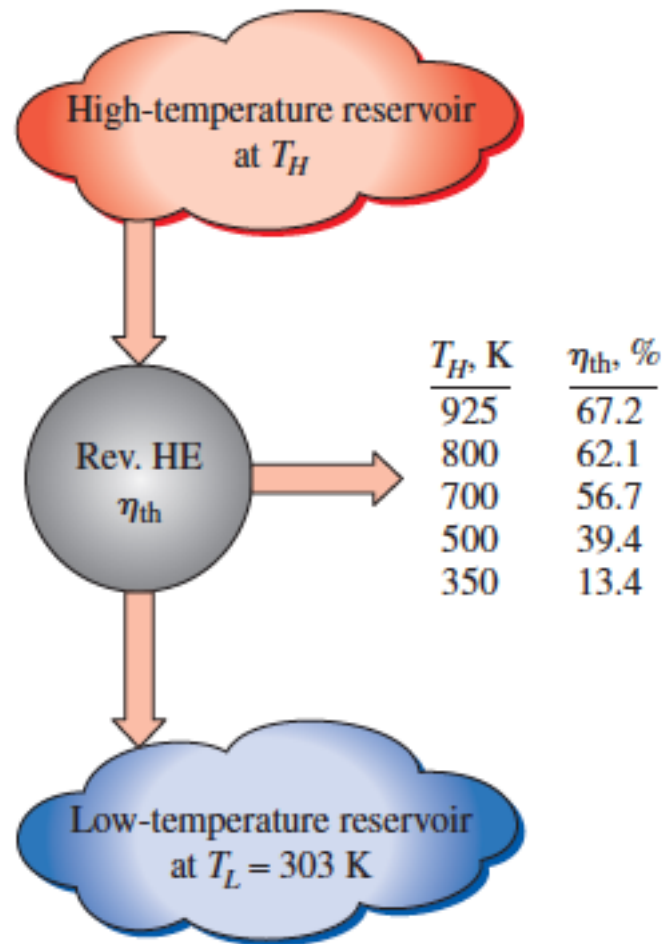 High-temperature reservoir
at T_H
Rev. HE
η_th
T_H, K η_th, %
925 67.2
800 62.1
700 56.7
500 39.4
350 13.4
Low-temperature reservoir
at T_L = 303 K